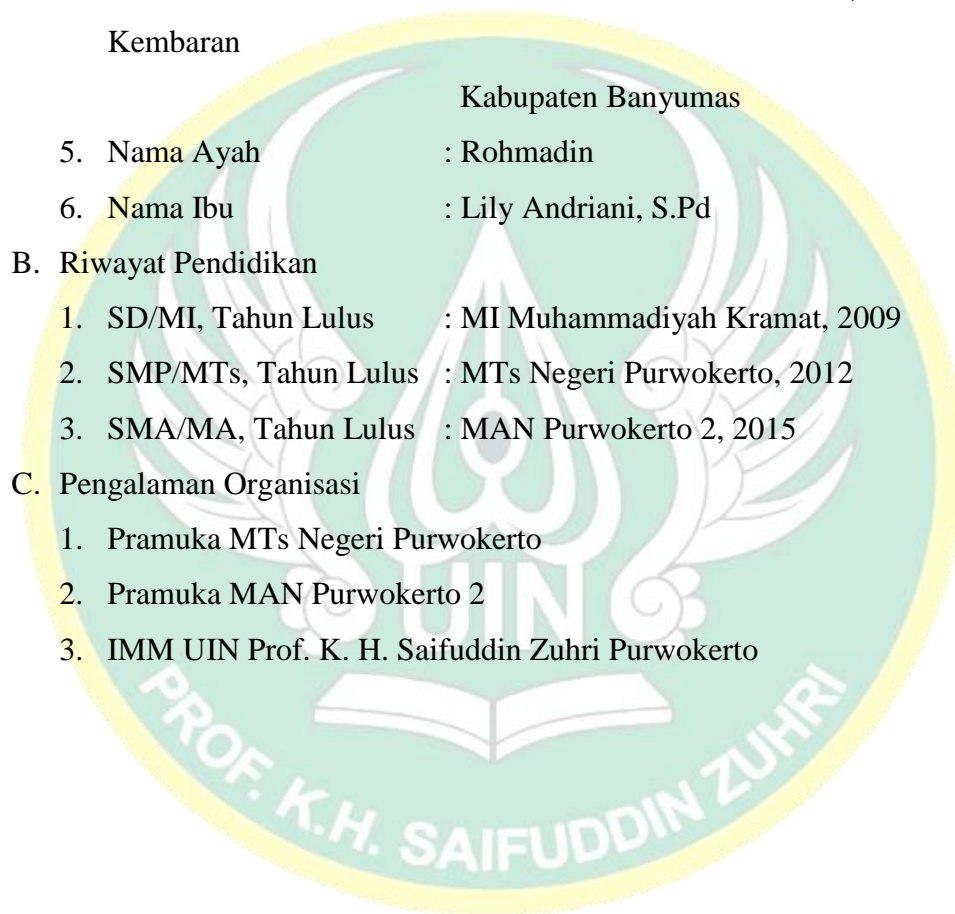 Kembaran
Kabupaten Banyumas
5. Nama Ayah : Rohmadin
6. Nama Ibu : Lily Andriani, S.Pd
B. Riwayat Pendidikan
1. SD/MI, Tahun Lulus : MI Muhammadiyah Kramat, 2009
2. SMP/MTs, Tahun Lulus : MTs Negeri Purwokerto, 2012
3. SMA/MA, Tahun Lulus : MAN Purwokerto 2, 2015
C. Pengalaman Organisasi
1. Pramuka MTs Negeri Purwokerto
2. Pramuka MAN Purwokerto 2
3. IMM UIN Prof. K. H. Saifuddin Zuhri Purwokerto
UIN
PROF. K.H. SAIFUDDIN ZUHRI